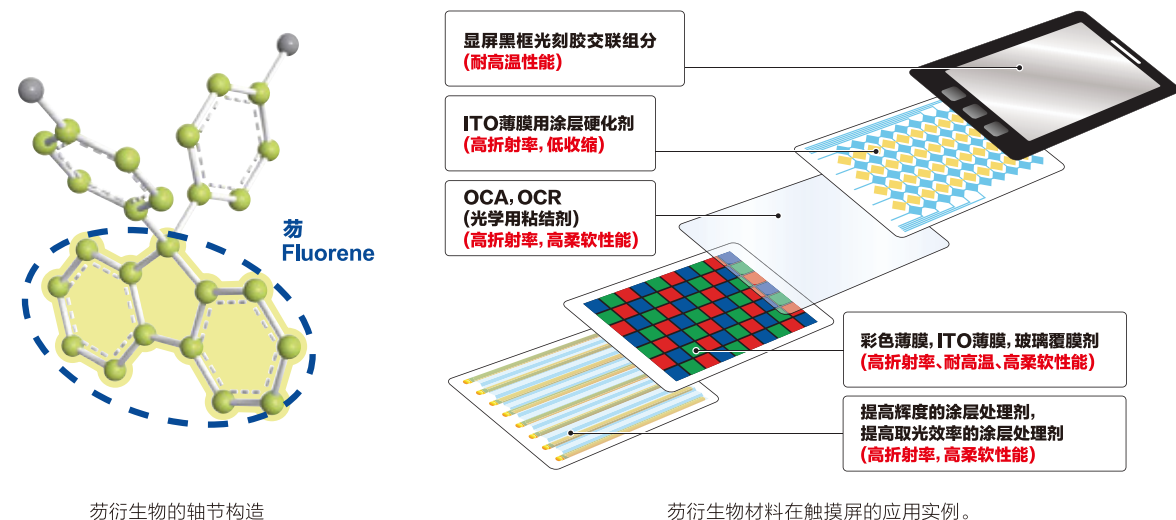 芴
Fluorene
芴衍生物的轴节构造
显屏黑框光刻胶交联组分
(耐高温性能)
ITO薄膜用涂层硬化剂
(高折射率, 低收缩)
OCA, OCR
(光学用粘结剂)
(高折射率, 高柔软性能)
彩色薄膜, ITO薄膜, 玻璃覆膜剂
(高折射率、耐高温、高柔软性能)
提高辉度的涂层处理剂,
提高取光效率的涂层处理剂
(高折射率, 高柔软性能)
芴衍生物材料在触摸屏的应用实例。